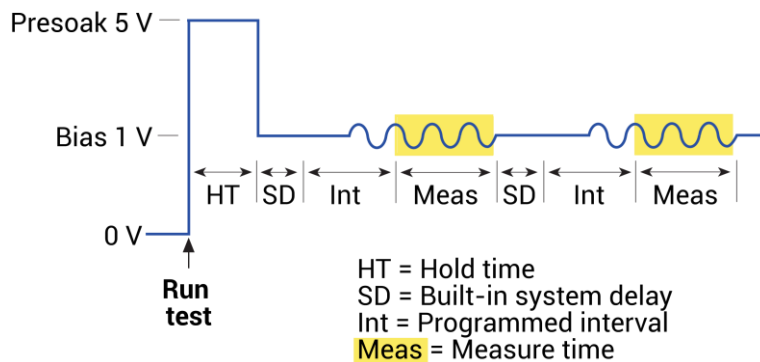 Presoak 5 V
Bias 1 V
HT SD Int Meas SD Int Meas
0 V
Run
test
HT = Hold time
SD = Built-in system delay
Int = Programmed interval
Meas = Measure time